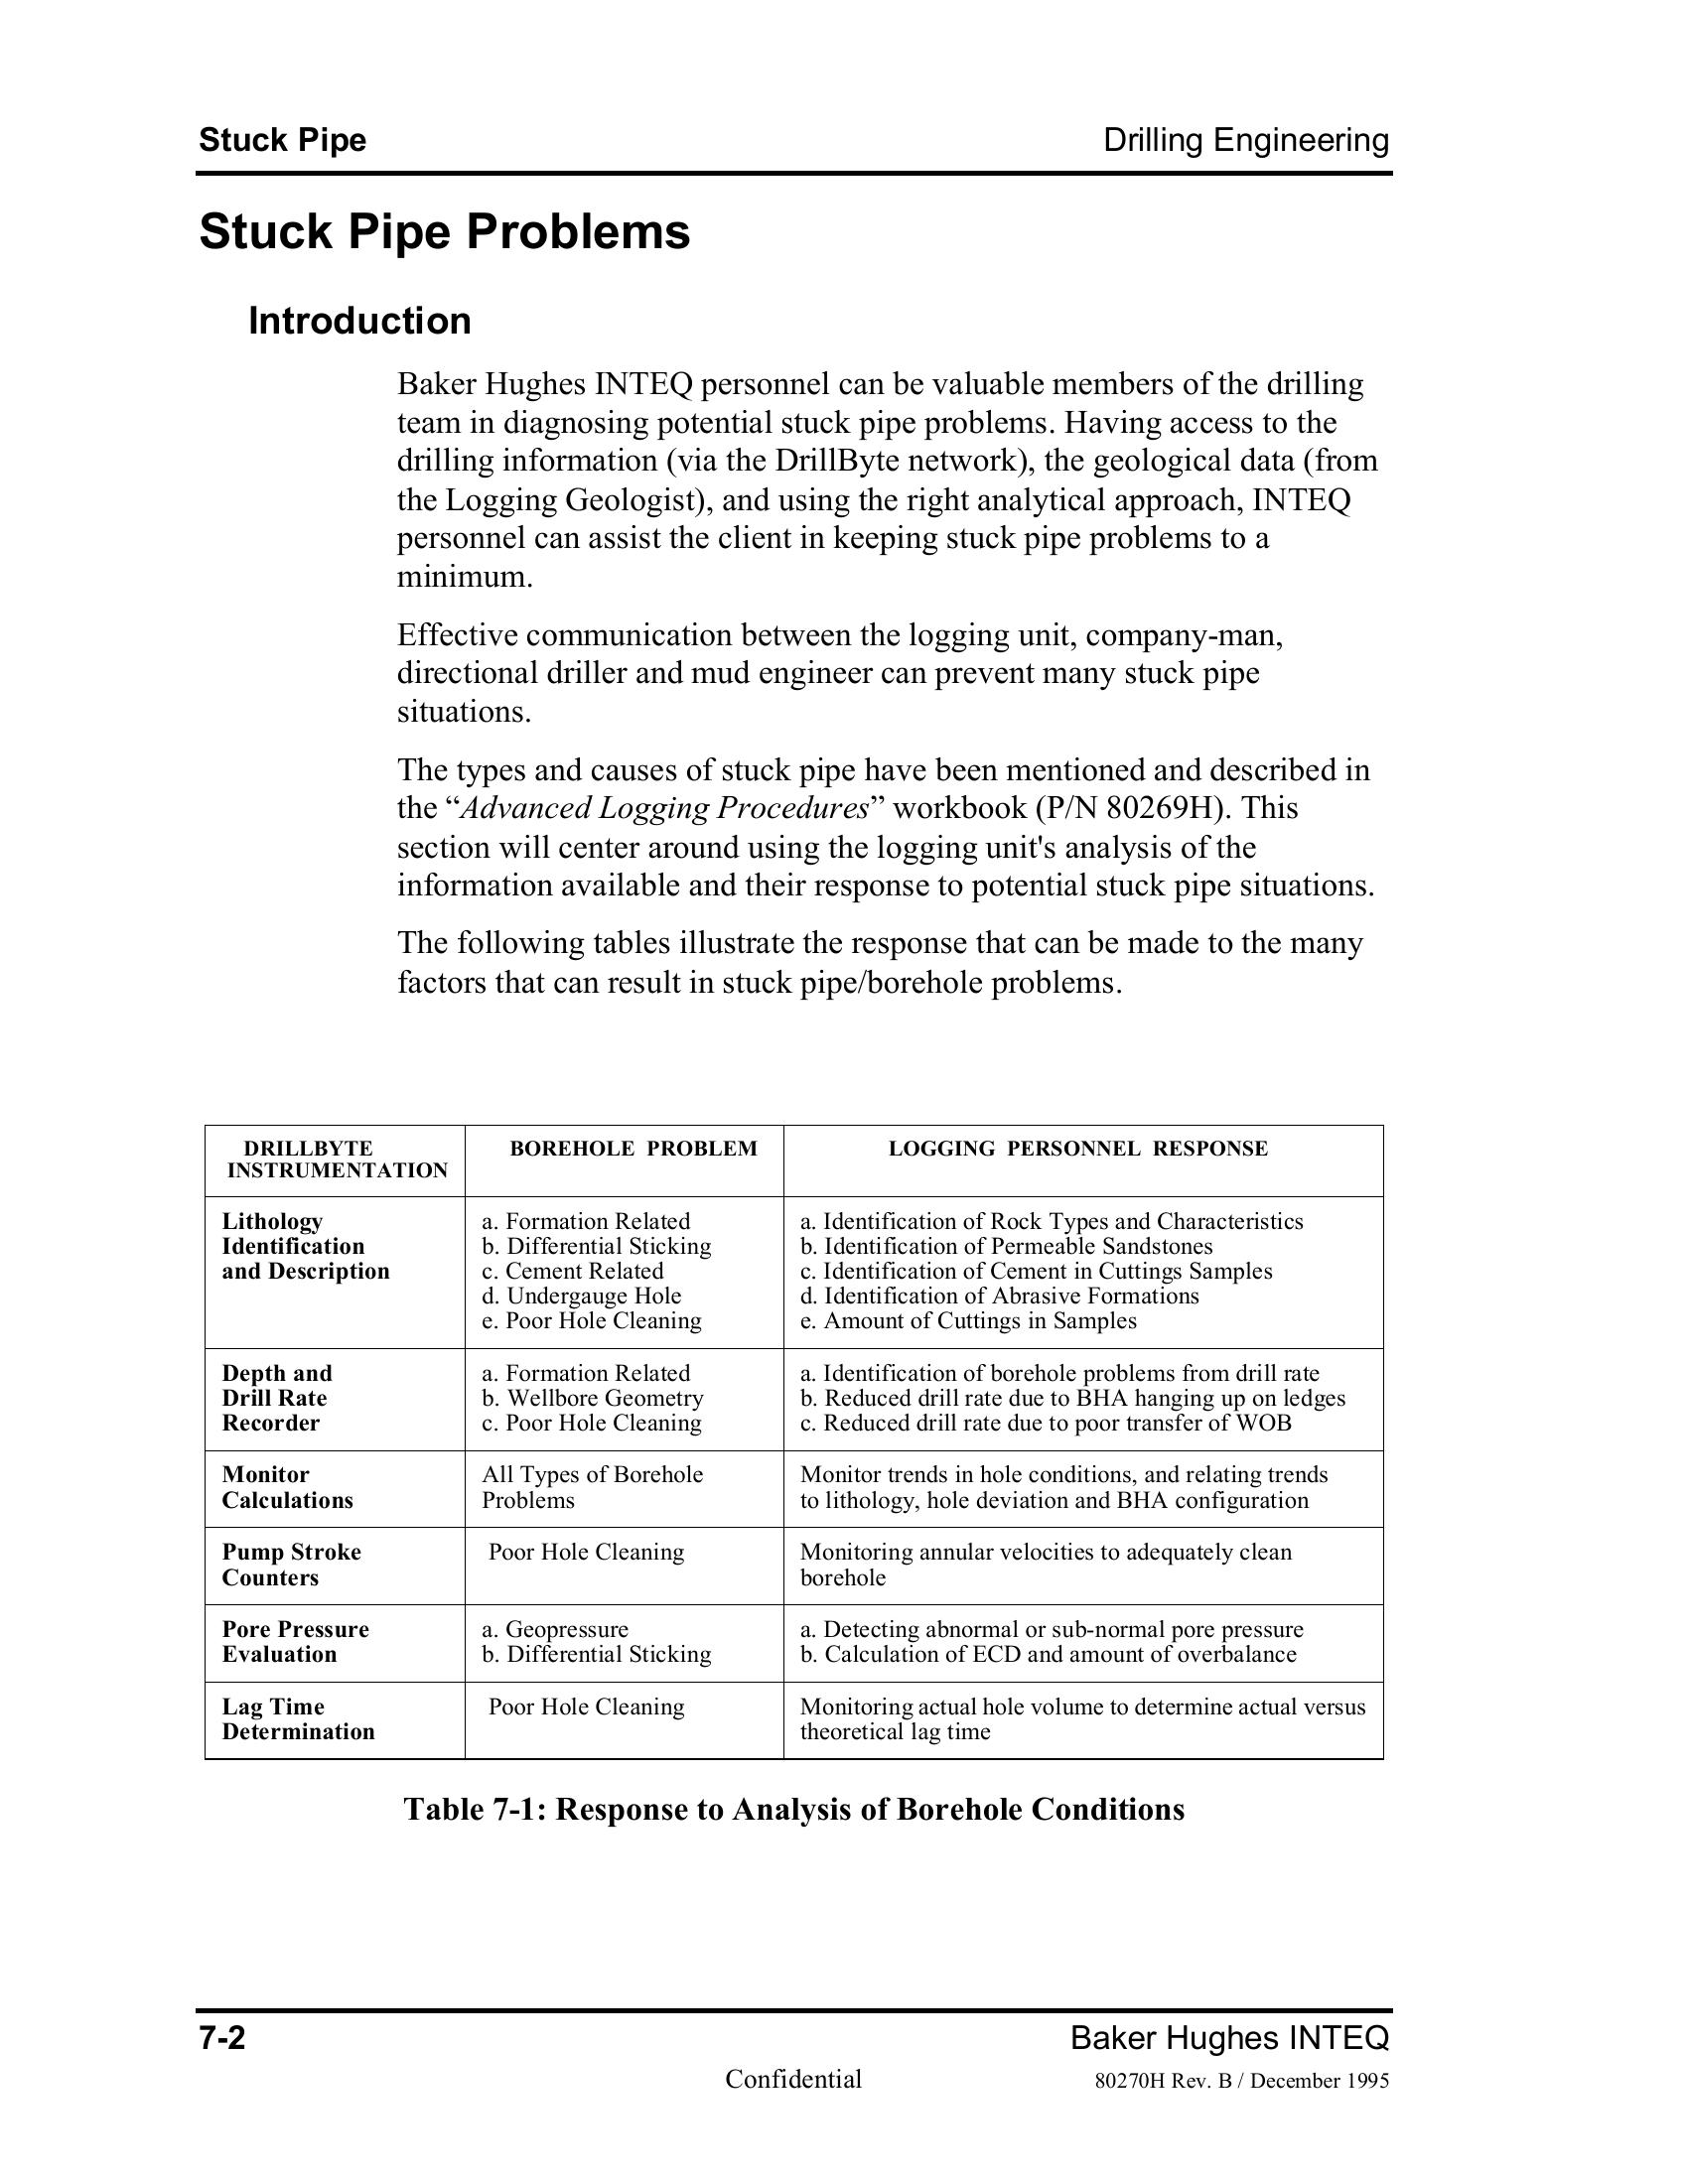 Stuck Pipe Drilling Engineering
Stuck Pipe Problems
Introduction
Baker Hughes INTEQ personnel can be valuable members of the drilling
team in diagnosing potential stuck pipe problems. Having access to the
drilling information (via the DrillByte network), the geological data (from
the Logging Geologist), and using the right analytical approach, INTEQ
personnel can assist the client in keeping stuck pipe problems to a
minimum.
Effective communication between the logging unit, company-man,
directional driller and mud engineer can prevent many stuck pipe
situations.
The types and causes of stuck pipe have been mentioned and described in
the “Advanced Logging Procedures” workbook (P/N 80269H). This
section will center around using the logging unit's analysis of the
information available and their response to potential stuck pipe situations.
The following tables illustrate the response that can be made to the many
factors that can result in stuck pipe/borehole problems.
DRILLBYTE
INSTRUMENTATION
BOREHOLE PROBLEM
LOGGING PERSONNEL RESPONSE
Lithology
Identification
and Description
a. Formation Related
b. Differential Sticking
c. Cement Related
d. Undergauge Hole
e. Poor Hole Cleaning
a. Identification of Rock Types and Characteristics
b. Identification of Permeable Sandstones
c. Identification of Cement in Cuttings Samples
d. Identification of Abrasive Formations
e. Amount of Cuttings in Samples
Depth and
Drill Rate
Recorder
a. Formation Related
b. Wellbore Geometry
c. Poor Hole Cleaning
a. Identification of borehole problems from drill rate
b. Reduced drill rate due to BHA hanging up on ledges
c. Reduced drill rate due to poor transfer of WOB
Monitor
Calculations
All Types of Borehole
Problems
Monitor trends in hole conditions, and relating trends
to lithology, hole deviation and BHA configuration
Pump Stroke
Counters
Poor Hole Cleaning
Monitoring annular velocities to adequately clean
borehole
Pore Pressure
Evaluation
a. Geopressure
b. Differential Sticking
a. Detecting abnormal or sub-normal pore pressure
b. Calculation of ECD and amount of overbalance
Lag Time
Determination
Poor Hole Cleaning
Monitoring actual hole volume to determine actual versus
theoretical lag time
Table 7-1: Response to Analysis of Borehole Conditions
7-2 Baker Hughes INTEQ
Confidential 80270H Rev. B / December 1995